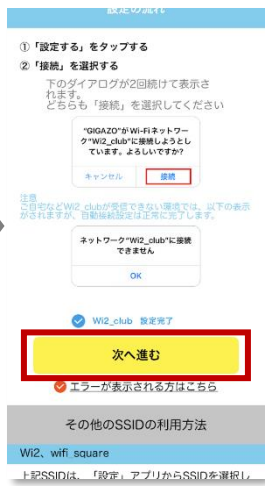 設定の流れ
①「設定する」をタップする
②「接続」を選択する
下のダイアログが2回続けて表示さ
れます。
どちらも「接続」を選択してください
"GIGAZO"がWi-Fiネットワー
ク"Wi2_club"に接続しようとし
ています。よろしいですか?
キャンセル 接続
注意
ご自宅などWi2_clubが受信できない環境では、以下の表示
がされますが、自動接続設定は正常に完了します。
ネットワーク"Wi2_club"に接続
できません
OK
Wi2_club 設定完了
次へ進む
エラーが表示される方はこちら
その他のSSIDの利用方法
Wi2、wifi_square
上記SSIDは、「設定」アプリからSSIDを選択し